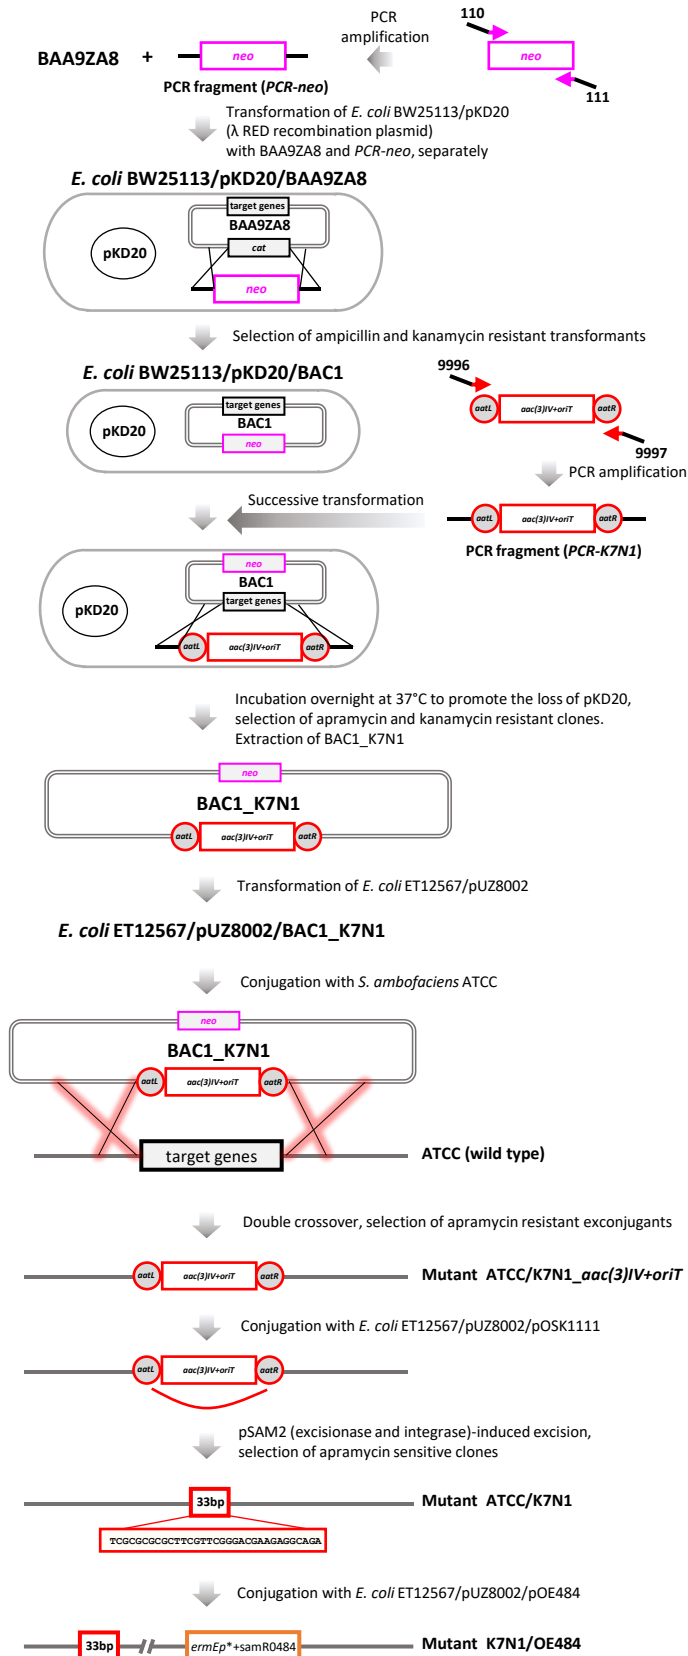 110
PCR
amplification
neo
BAA9ZA8 + neo
PCR fragment (PCR-neo)
111
Transformation of E. coli BW25113/pKD20
(λ RED recombination plasmid)
with BAA9ZA8 and PCR-neo, separately
E. coli BW25113/pKD20/BAA9ZA8
target genes
BAA9ZA8
pKD20
cat
neo
Selection of ampicillin and kanamycin resistant transformants
E. coli BW25113/pKD20/BAC1
9996
target genes
BAC1
pKD20
neo
aatL aac(3)IV+oriT aatR
9997
PCR amplification
Successive transformation
aatL aac(3)IV+oriT aatR
PCR fragment (PCR-K7N1)
neo
BAC1
target genes
pKD20
aatL aac(3)IV+oriT aatR
Incubation overnight at 37°C to promote the loss of pKD20,
selection of apramycin and kanamycin resistant clones.
Extraction of BAC1_K7N1
neo
BAC1_K7N1
aatL aac(3)IV+oriT aatR
Transformation of E. coli ET12567/pUZ8002
E. coli ET12567/pUZ8002/BAC1_K7N1
Conjugation with S. ambofaciens ATCC
neo
BAC1_K7N1
aatL aac(3)IV+oriT aatR
target genes
ATCC (wild type)
Double crossover, selection of apramycin resistant exconjugants
aatL aac(3)IV+oriT aatR
Mutant ATCC/K7N1_aac(3)IV+oriT
Conjugation with E. coli ET12567/pUZ8002/pOSK1111
aatL aac(3)IV+oriT aatR
pSAM2 (excisionase and integrase)-induced excision,
selection of apramycin sensitive clones
33bp
Mutant ATCC/K7N1
TCGCGCGCGCTTCGTTCGGGACGAAGAGGCAGA
Conjugation with E. coli ET12567/pUZ8002/pOE484
33bp // ermEp*+samR0484
Mutant K7N1/OE484